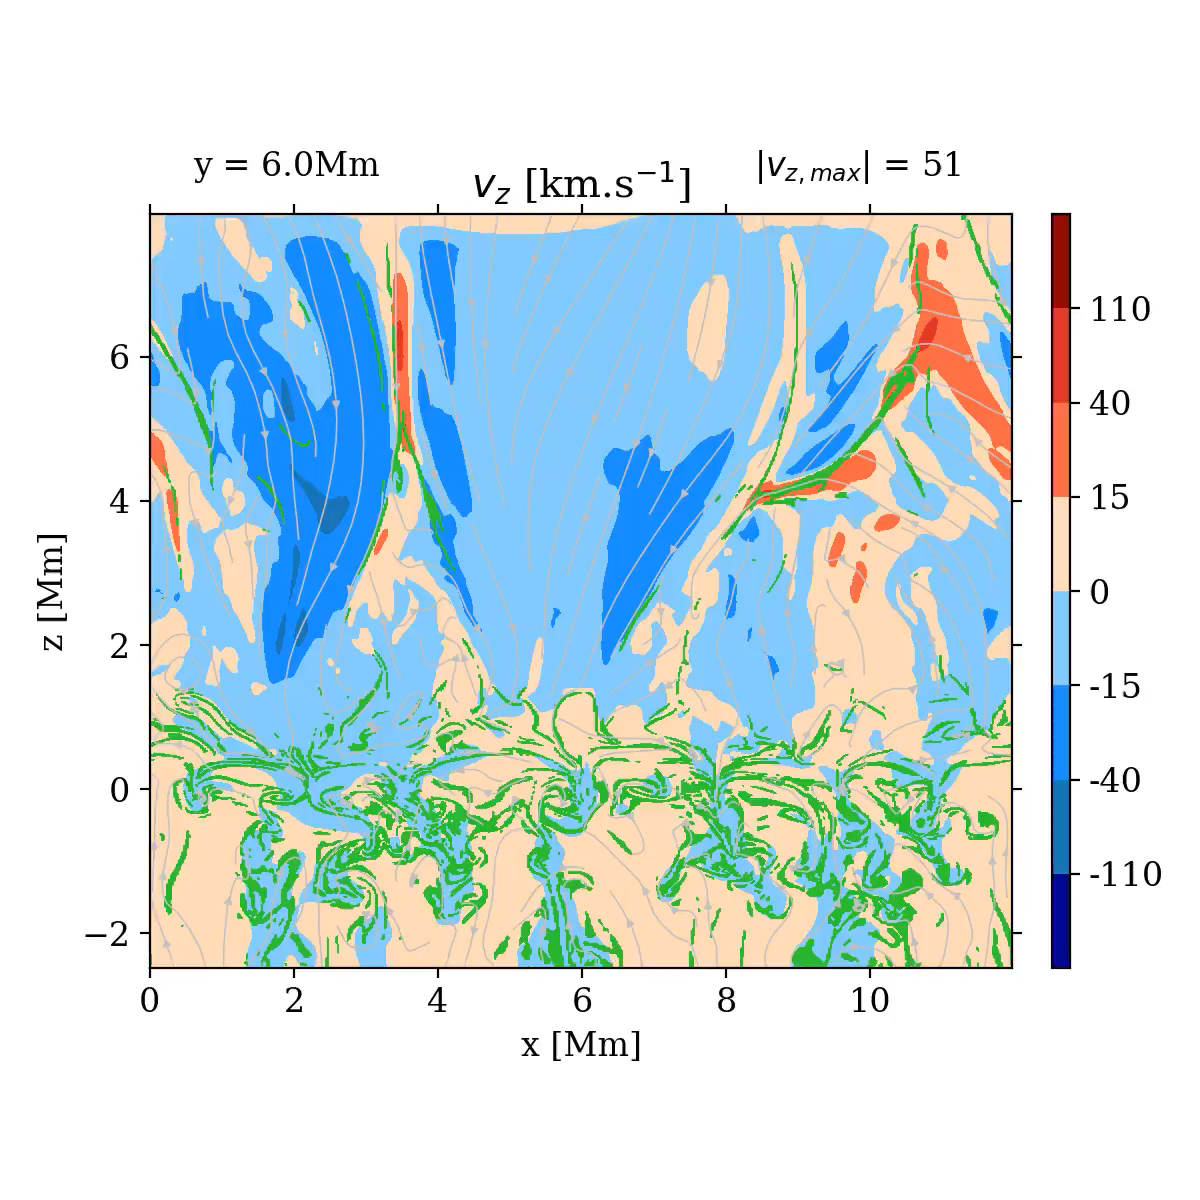 y = 6.0Mm
|v_{z, max}| = 51
v_z [km.s^{-1}]
6
4
2
0
−2
z [Mm]
0 2 4 6 8 10
x [Mm]
110
40
15
0
-15
-40
-110